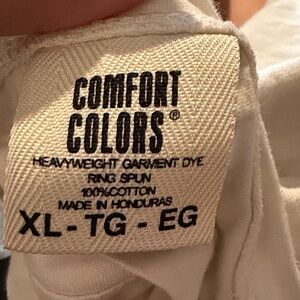 COMFORT
COLORS®
HEAVYWEIGHT GARMENT DYE
RING SPUN
100%COTTON
MADE IN HONDURAS
XL - TG - EG